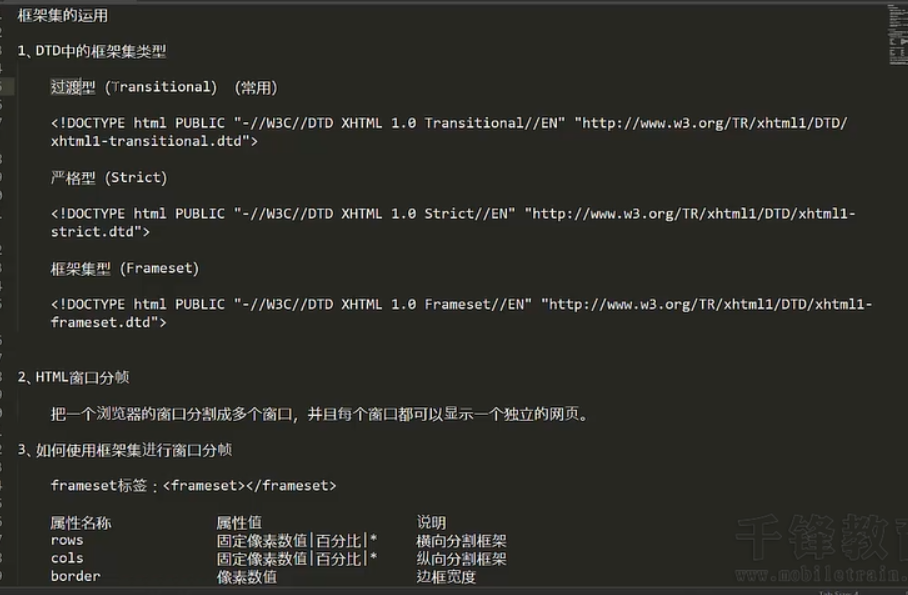 框架集的运用
1、DTD中的框架集类型
过渡型（Transitional）（常用）
<!DOCTYPE html PUBLIC "-//W3C//DTD XHTML 1.0 Transitional//EN" "http://www.w3.org/TR/xhtml1/DTD/
xhtml1-transitional.dtd">
严格型（Strict）
<!DOCTYPE html PUBLIC "-//W3C//DTD XHTML 1.0 Strict//EN" "http://www.w3.org/TR/xhtml1/DTD/xhtml1-
strict.dtd">
框架集型（Frameset）
<!DOCTYPE html PUBLIC "-//W3C//DTD XHTML 1.0 Frameset//EN" "http://www.w3.org/TR/xhtml1/DTD/xhtml1-
frameset.dtd">
2、HTML窗口分帧
把一个浏览器的窗口分割成多个窗口，并且每个窗口都可以显示一个独立的网页。
3、如何使用框架集进行窗口分帧
frameset标签：<frameset></frameset>
属性名称 属性值 说明
rows 固定像素数值|百分比|* 横向分割框架
cols 固定像素数值|百分比|* 纵向分割框架
border 像素数值 边框宽度
千锋教育
www.mobiletrain.